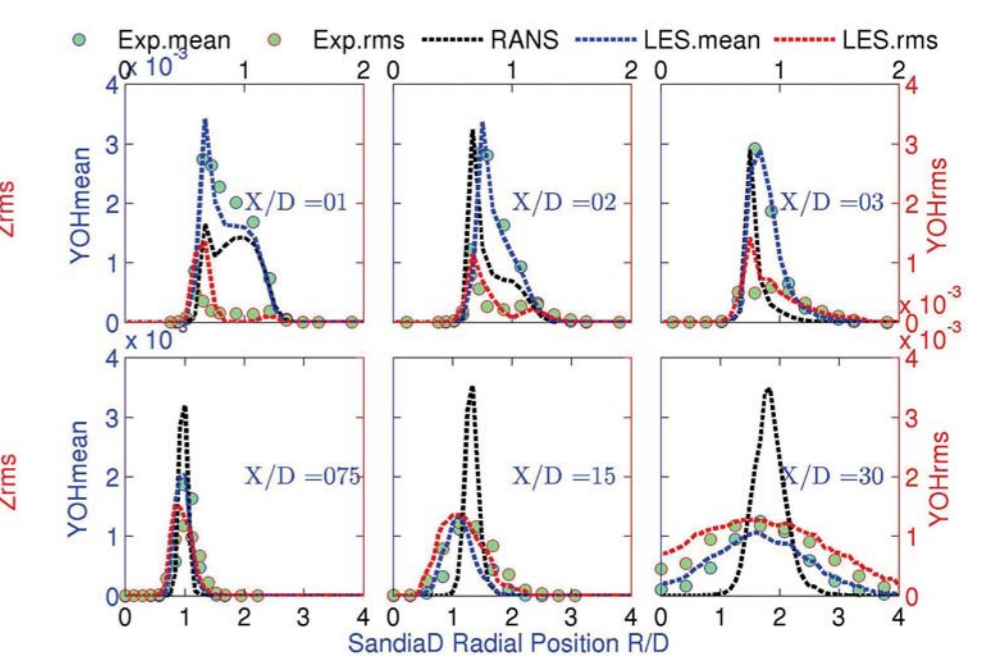 Exp.mean Exp.rms RANS LES.mean LES.rms
x 10⁻³
0 1 2 0 1 2 0 1 2
Zrms
YOHmean
4
3
2
1
0
X/D =01
X/D =02
X/D =03
4
3
2
1
0
YOHrms
x 10⁻³
x 10⁻³
x 10⁻³
Zrms
YOHmean
4
3
2
1
0
X/D =075
X/D =15
X/D =30
4
3
2
1
0
YOHrms
0 1 2 3 4 1 2 3 0 1 2 3 4
SandiaD Radial Position R/D